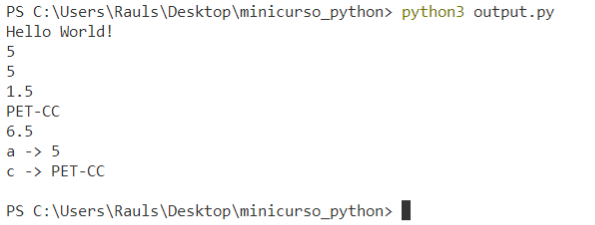 PS C:\Users\Rauls\Desktop\minicurso_python> python3 output.py
Hello World!
5
5
1.5
PET-CC
6.5
a -> 5
c -> PET-CC
PS C:\Users\Rauls\Desktop\minicurso_python>